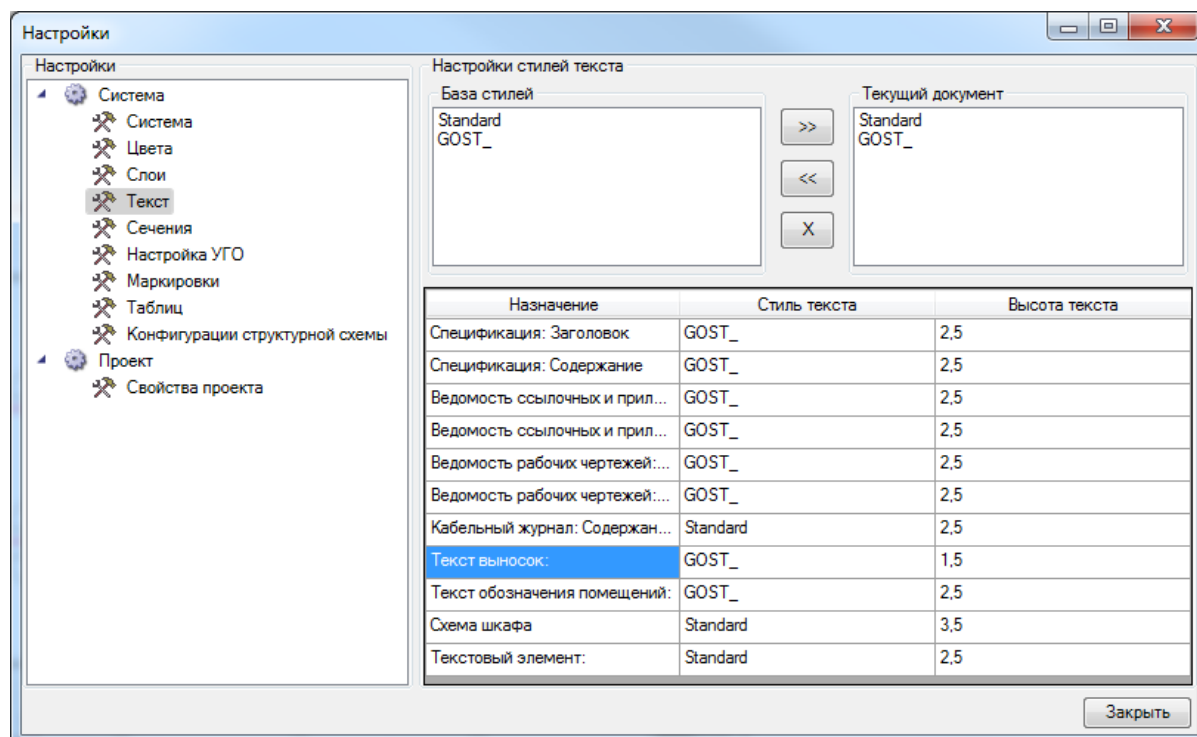 Настройки
Настройки
Система
Система
Цвета
Слои
Текст
Сечения
Настройка УГО
Маркировки
Таблиц
Конфигурации структурной схемы
Проект
Свойства проекта
Настройки стилей текста
База стилей
Standard
GOST_
>>
<<
X
Текущий документ
Standard
GOST_
Назначение Стиль текста Высота текста
Спецификация: Заголовок GOST_ 2,5
Спецификация: Содержание GOST_ 2,5
Ведомость ссылочных и прил... GOST_ 2,5
Ведомость ссылочных и прил... GOST_ 2,5
Ведомость рабочих чертежей:... GOST_ 2,5
Ведомость рабочих чертежей:... GOST_ 2,5
Кабельный журнал: Содержан... Standard 2,5
Текст выносок: GOST_ 1,5
Текст обозначения помещений: GOST_ 2,5
Схема шкафа Standard 3,5
Текстовый элемент: Standard 2,5
Закрыть